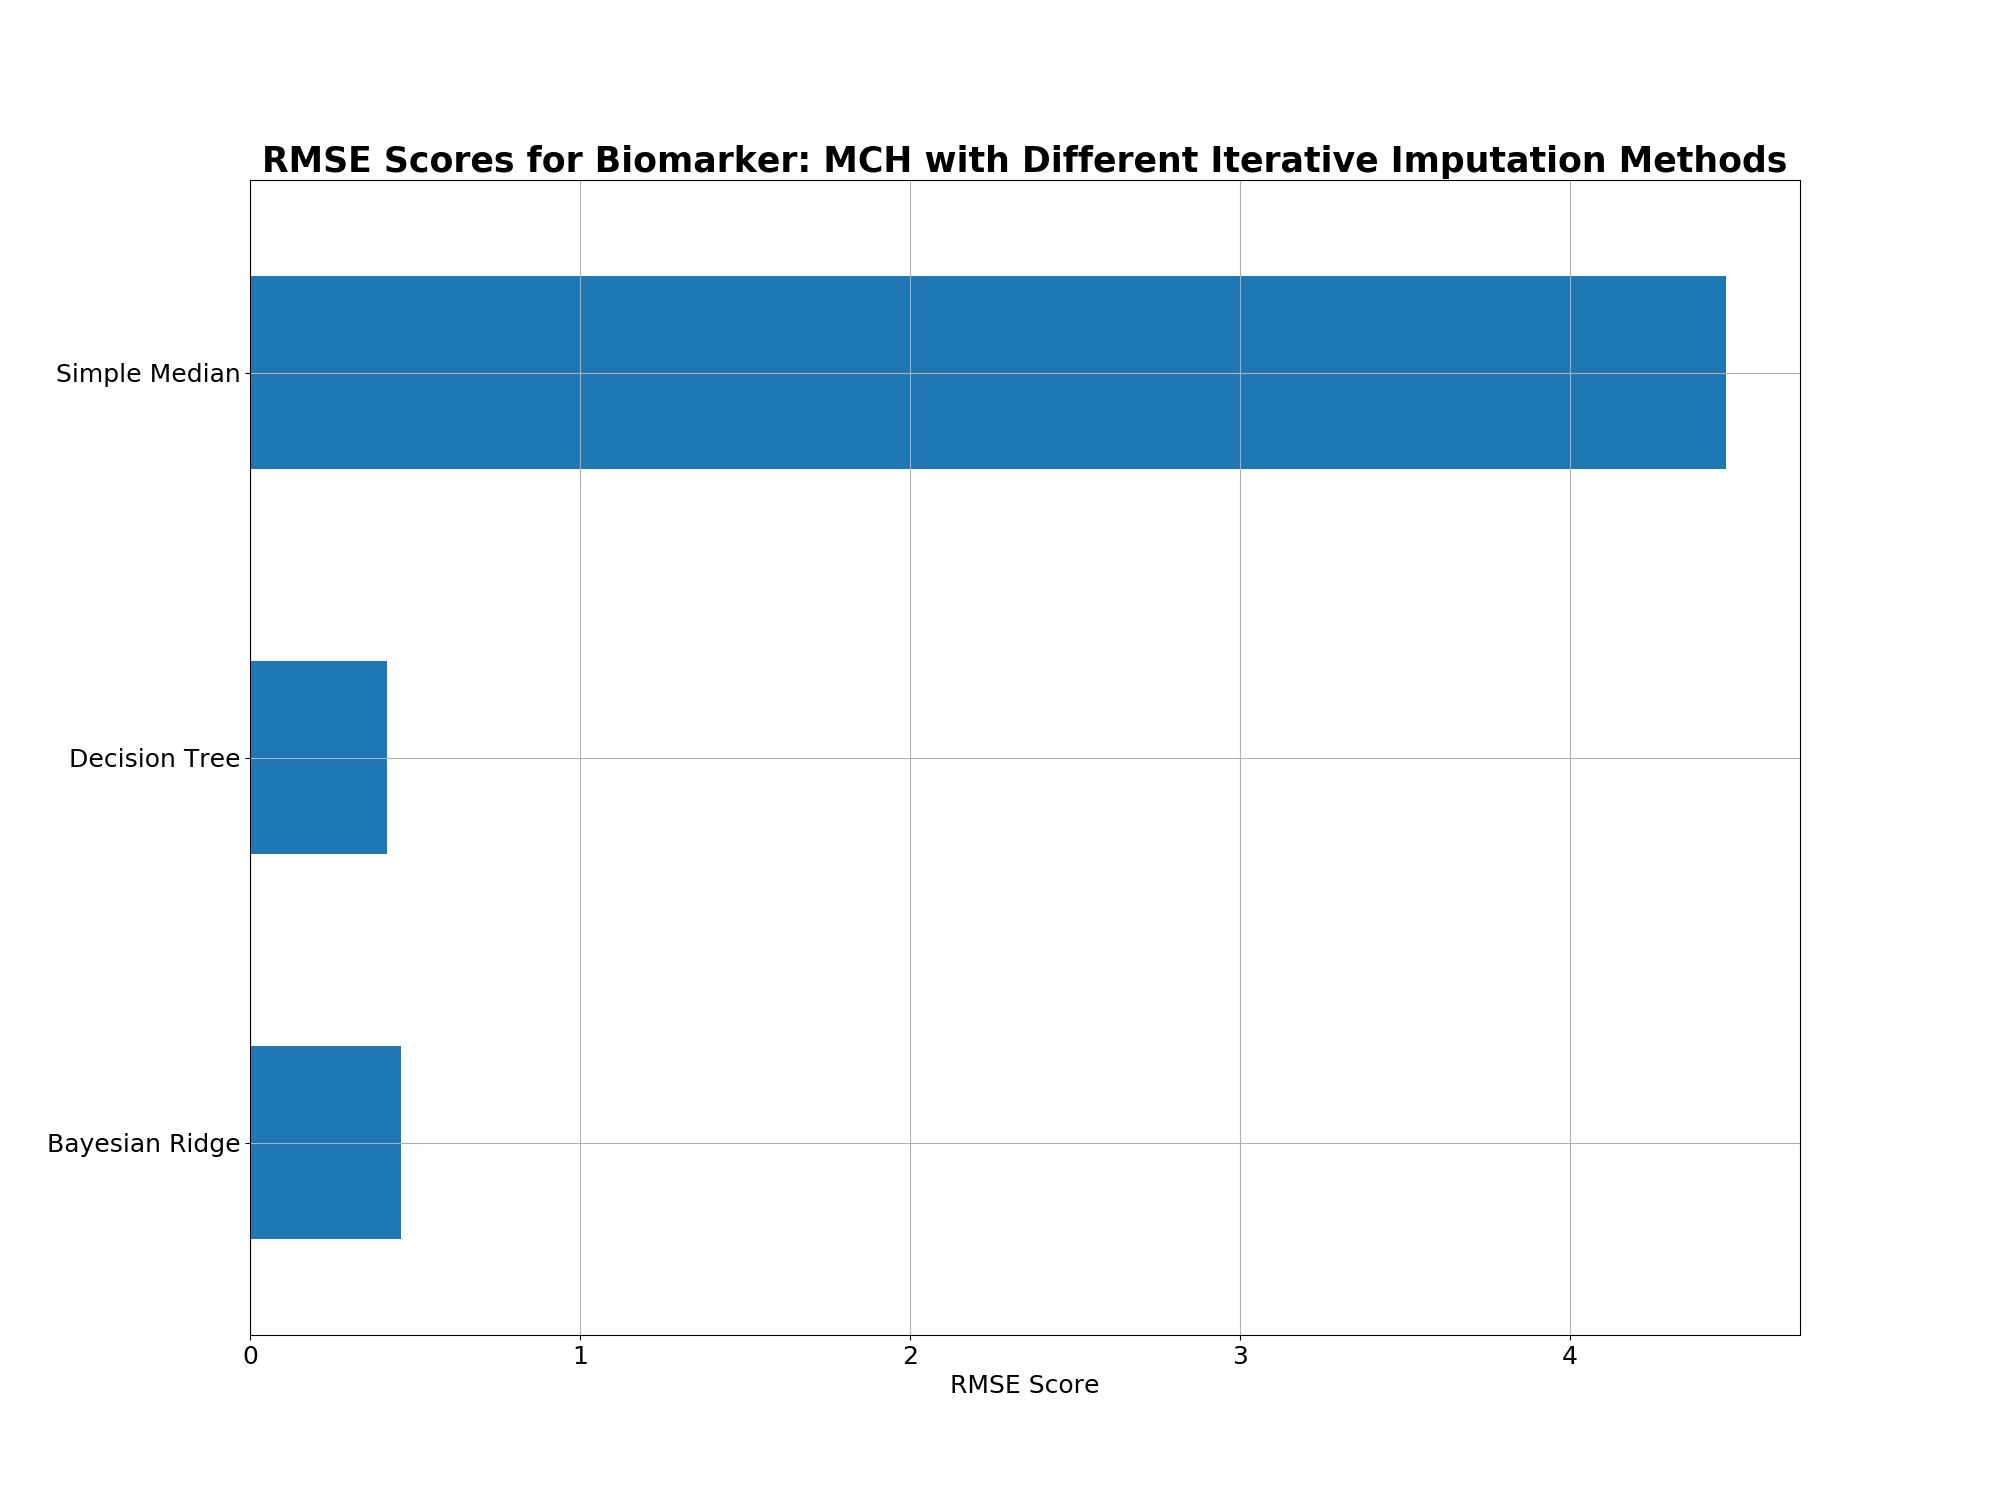 RMSE Scores for Biomarker: MCH with Different Iterative Imputation Methods
Simple Median
Decision Tree
Bayesian Ridge
0 1 2 3 4
RMSE Score